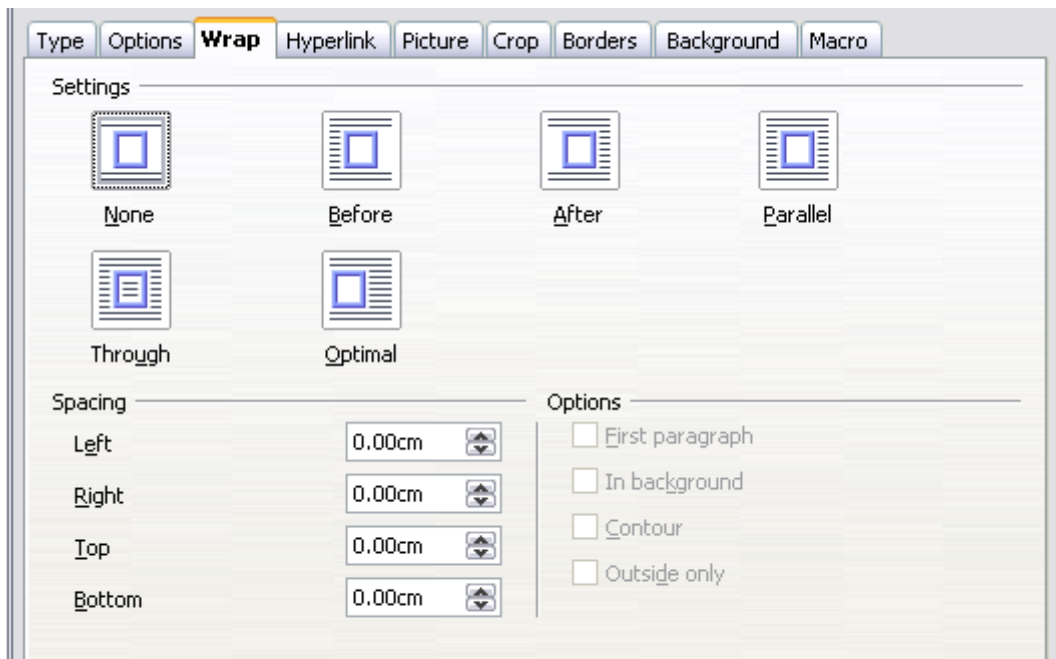 Type Options Wrap Hyperlink Picture Crop Borders Background Macro
Settings
None Before After Parallel
Through Optimal
Spacing Options
Left 0.00cm First paragraph
Right 0.00cm In background
Top 0.00cm Contour
Bottom 0.00cm Outside only